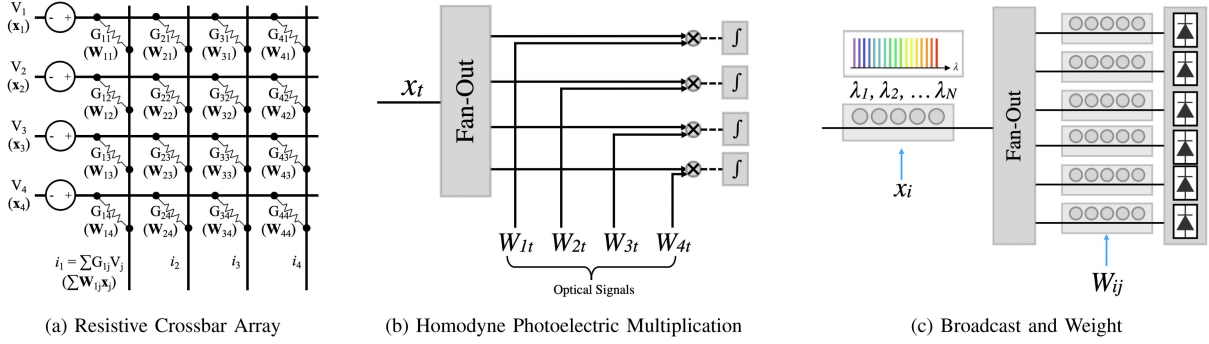 V1
(x1)
- +
G11
(W11)
G21
(W21)
G31
(W31)
G41
(W41)
V2
(x2)
- +
G12
(W12)
G22
(W22)
G32
(W32)
G42
(W42)
V3
(x3)
- +
G13
(W13)
G23
(W23)
G33
(W33)
G43
(W43)
V4
(x4)
- +
G14
(W14)
G24
(W24)
G34
(W34)
G44
(W44)
i1 = ∑G1jVj
(∑W1jxj)
i2
i3
i4
(a) Resistive Crossbar Array
xt
Fan-Out
∫
∫
∫
∫
W1t W2t W3t W4t
Optical Signals
(b) Homodyne Photoelectric Multiplication
λ
λ1, λ2, ... λN
xi
Fan-Out
Wij
(c) Broadcast and Weight